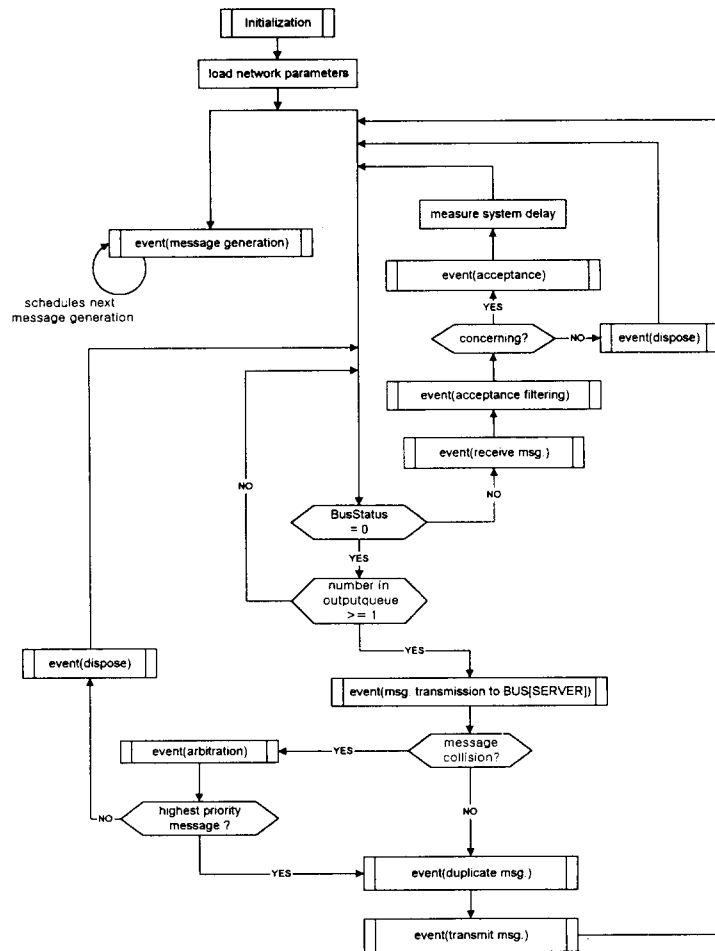 Initialization
load network parameters
measure system delay
event(message generation)
event(acceptance)
schedules next
message generation
YES
concerning?
NO
event(dispose)
event(acceptance filtering)
event(receive msg.)
NO
NO
BusStatus
= 0
YES
number in
outputqueue
>= 1
YES
event(dispose)
event(msg. transmission to BUS[SERVER])
message
collision?
YES
event(arbitration)
highest priority
message ?
NO
NO
YES
event(duplicate msg.)
event(transmit msg.)